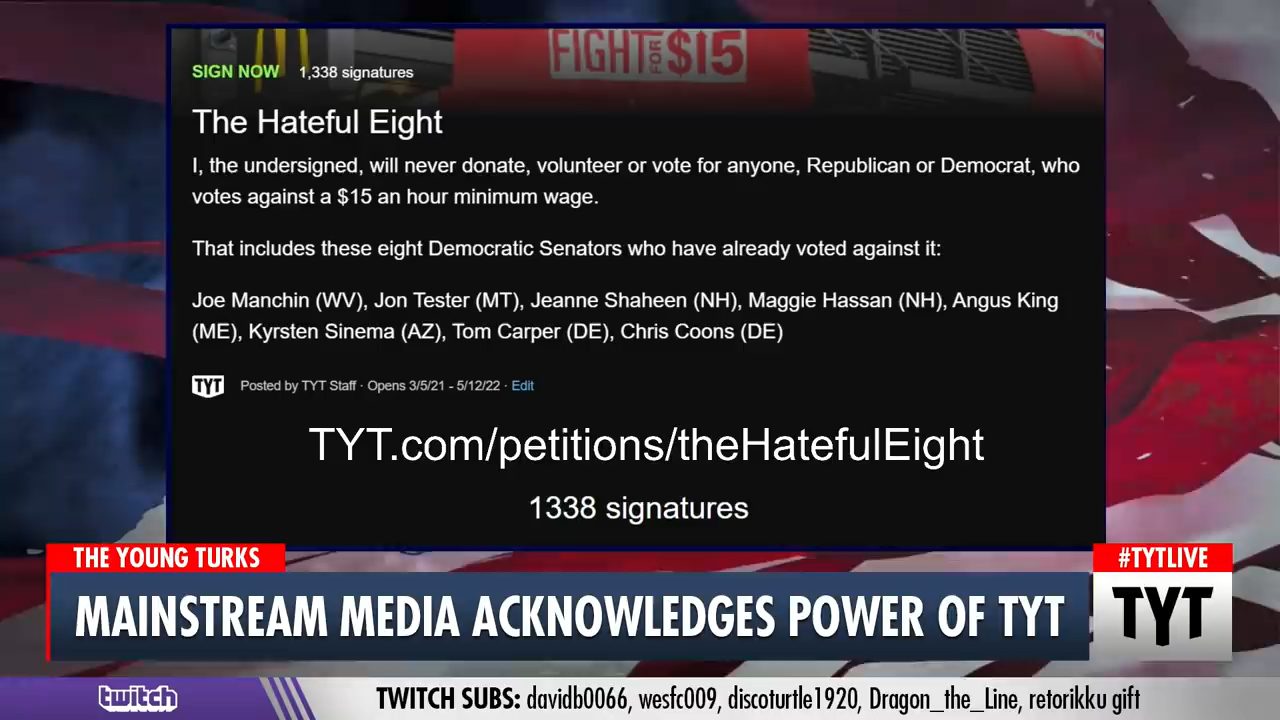 FIGHT FOR $15
SIGN NOW 1,338 signatures
The Hateful Eight
I, the undersigned, will never donate, volunteer or vote for anyone, Republican or Democrat, who
votes against a $15 an hour minimum wage.
That includes these eight Democratic Senators who have already voted against it:
Joe Manchin (WV), Jon Tester (MT), Jeanne Shaheen (NH), Maggie Hassan (NH), Angus King
(ME), Kyrsten Sinema (AZ), Tom Carper (DE), Chris Coons (DE)
TYT Posted by TYT Staff · Opens 3/5/21 - 5/12/22 · Edit
TYT.com/petitions/theHatefulEight
1338 signatures
THE YOUNG TURKS
#TYTLIVE
MAINSTREAM MEDIA ACKNOWLEDGES POWER OF TYT
TYT
twitch
TWITCH SUBS: davidb0066, wesfc009, discoturtle1920, Dragon_the_Line, retorikku gift